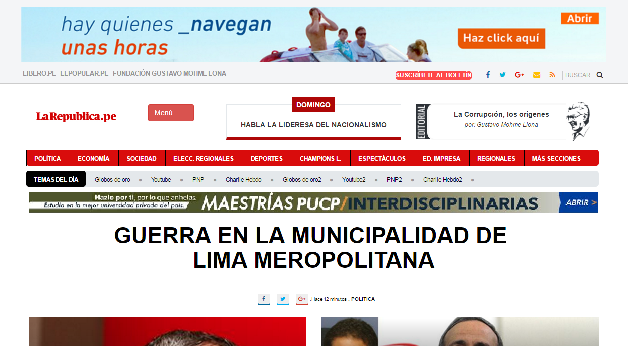 hay quienes _navegan
unas horas
Haz click aquí
Abrir
LIBERO.PE ELPOPULAR.PE FUNDACIÓN GUSTAVO MOHME LLONA
SUSCRÍBETE AL BOLETÍN
BUSCAR
LaRepublica.pe
Menú
DOMINGO
HABLA LA LIDERESA DEL NACIONALISMO
EDITORIAL
La Corrupción, los orígenes
por: Gustavo Mohme Llona
POLÍTICA ECONOMÍA SOCIEDAD ELECC. REGIONALES DEPORTES CHAMPIONS L. ESPECTÁCULOS ED. IMPRESA REGIONALES MÁS SECCIONES
TEMAS DEL DÍA Globos de oro Youtube PNP Charlie Hebdo Globos de oro2 Youtube2 PNP2 Charlie Hebdo2
Hazlo por ti, por lo que anhelas.
Estudia en la mejor universidad privada del país.
MAESTRÍAS PUCP/INTERDISCIPLINARIAS
ABRIR >
GUERRA EN LA MUNICIPALIDAD DE
LIMA MEROPOLITANA
Hace 12 minutos . POLÍTICA